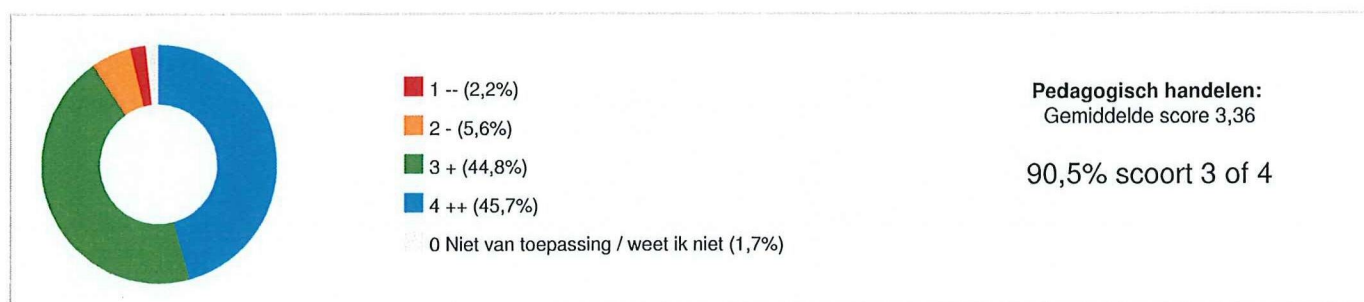 1 -- (2,2%)
2 - (5,6%)
3 + (44,8%)
4 ++ (45,7%)
0 Niet van toepassing / weet ik niet (1,7%)
Pedagogisch handelen:
Gemiddelde score 3,36
90,5% scoort 3 of 4